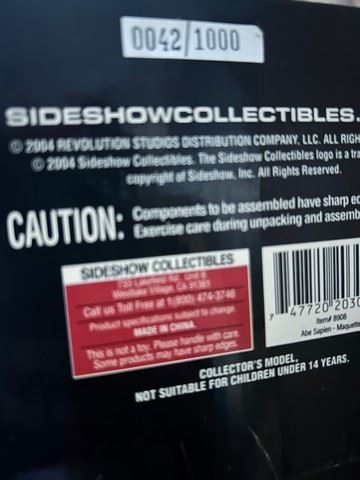 0042/1000
SIDESHOWCOLLECTIBLES.
© 2004 REVOLUTION STUDIOS DISTRIBUTION COMPANY, LLC. ALL RIGH
© 2004 Sideshow Collectibles. The Sideshow Collectibles logo is a tra
copyright of Sideshow, Inc. All Rights Reserved.
CAUTION: Components to be assembled have sharp ed
Exercise care during unpacking and assemb
SIDESHOW COLLECTIBLES
Unit B
Westlake Village, CA 91361
Call us Toll Free at 1(800) 474-3746
Product specifications subject to change.
MADE IN CHINA.
This is not a toy. Please handle with care.
Some products may have sharp edges.
7 47720 2030
Item# 8908
Abe Sapien - Maquette
COLLECTOR'S MODEL.
NOT SUITABLE FOR CHILDREN UNDER 14 YEARS.